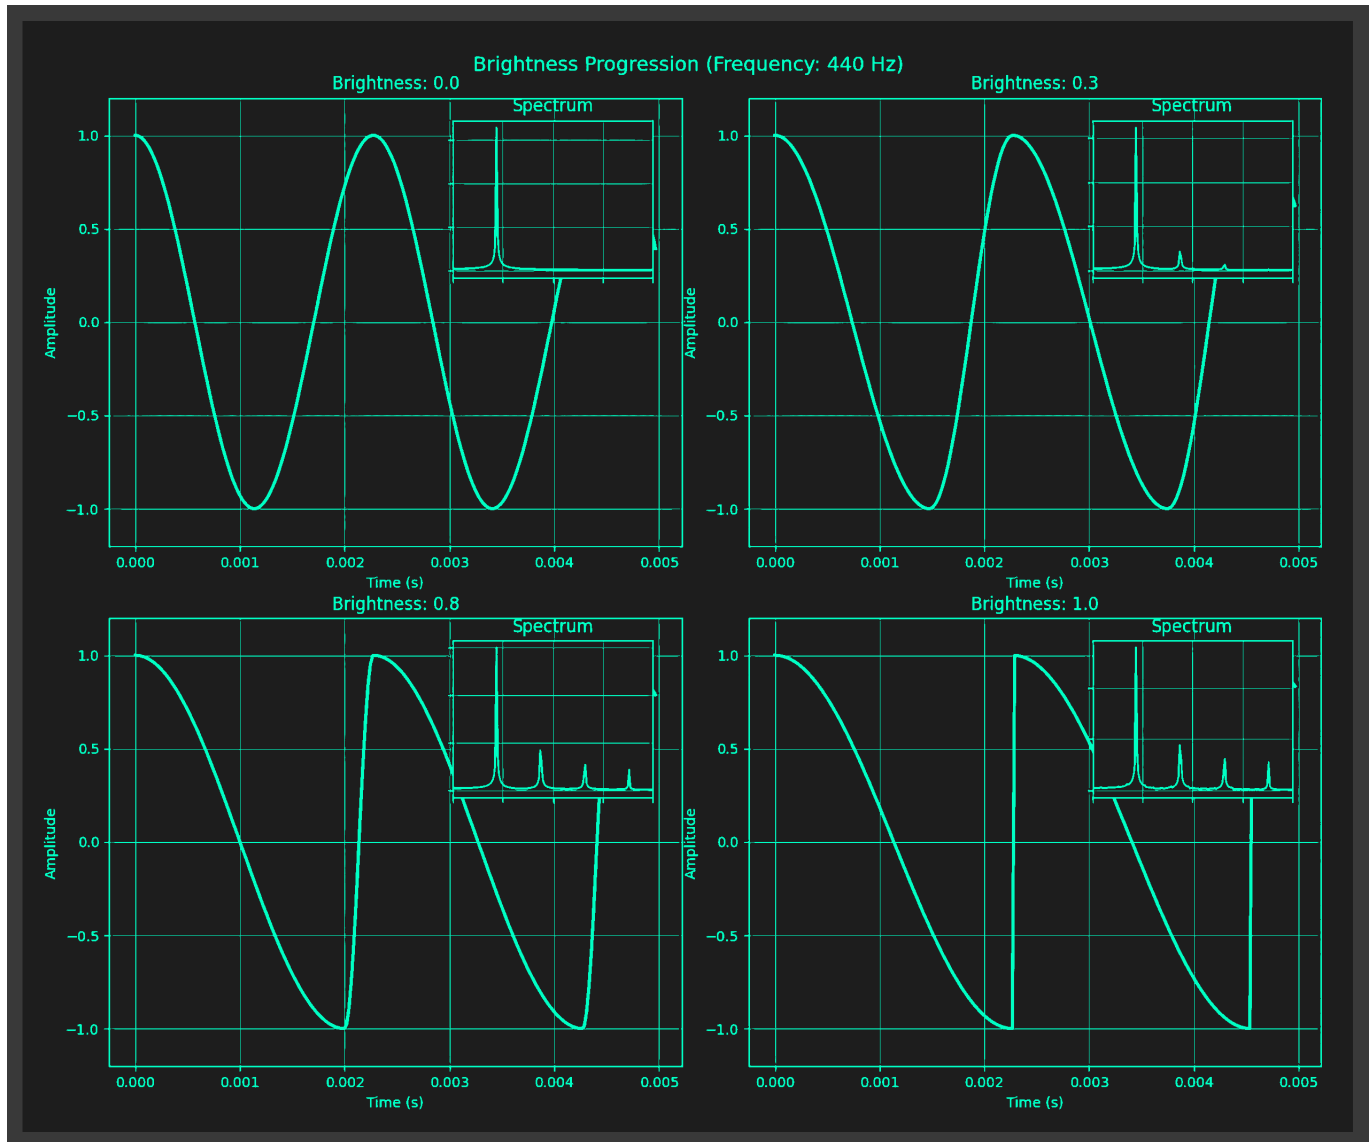 Brightness Progression (Frequency: 440 Hz)
Brightness: 0.0
Spectrum
1.0
0.5
0.0
−0.5
−1.0
Amplitude
0.000 0.001 0.002 0.003 0.004 0.005
Time (s)
Brightness: 0.3
Spectrum
1.0
0.5
0.0
−0.5
−1.0
Amplitude
0.000 0.001 0.002 0.003 0.004 0.005
Time (s)
Brightness: 0.8
Spectrum
1.0
0.5
0.0
−0.5
−1.0
Amplitude
0.000 0.001 0.002 0.003 0.004 0.005
Time (s)
Brightness: 1.0
Spectrum
1.0
0.5
0.0
−0.5
−1.0
Amplitude
0.000 0.001 0.002 0.003 0.004 0.005
Time (s)